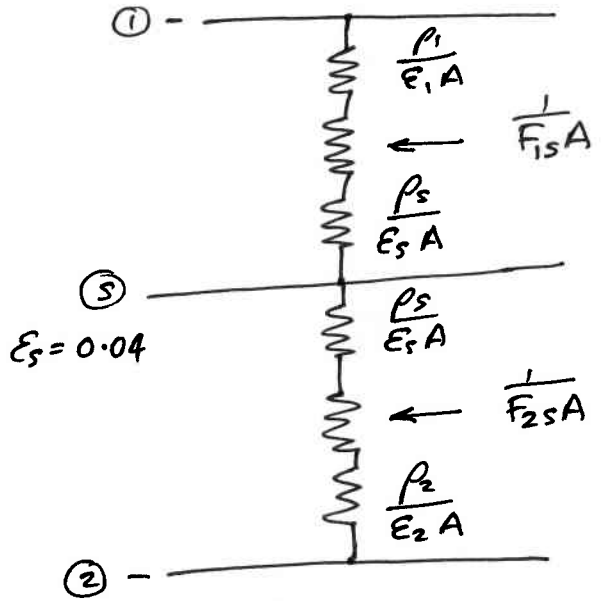 ① -
ρ₁
ε₁A
1
F₁ₛA
ρₛ
εₛA
ⓢ
ρₛ
εₛA
εₛ = 0.04
1
F₂ₛA
ρ₂
ε₂A
② -